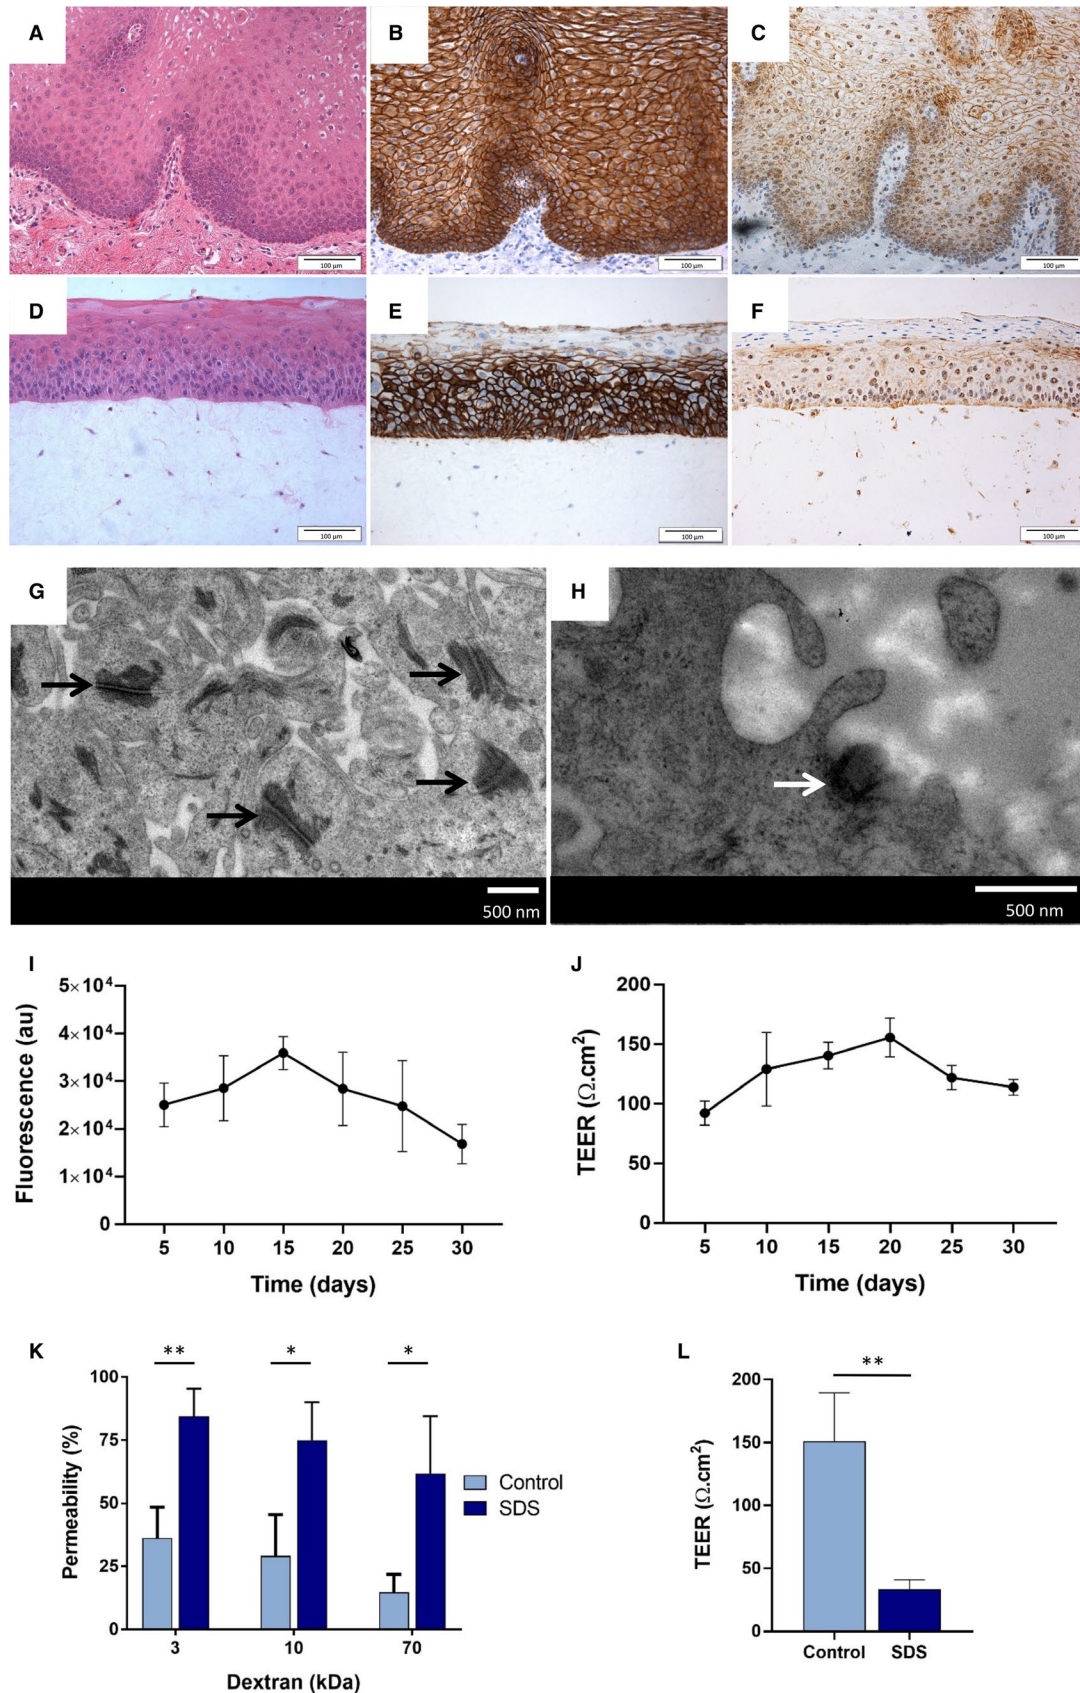 A
B
C
100 µm
100 µm
100 µm
D
E
F
100 µm
100 µm
100 µm
G
H
500 nm
500 nm
I
5×10⁴
4×10⁴
3×10⁴
2×10⁴
1×10⁴
0
Fluorescence (au)
5 10 15 20 25 30
Time (days)
J
200
150
100
50
0
TEER (Ω.cm²)
5 10 15 20 25 30
Time (days)
K
** * *
100
75
50
25
0
Permeability (%)
Control
SDS
3 10 70
Dextran (kDa)
L
**
200
150
100
50
0
TEER (Ω.cm²)
Control SDS